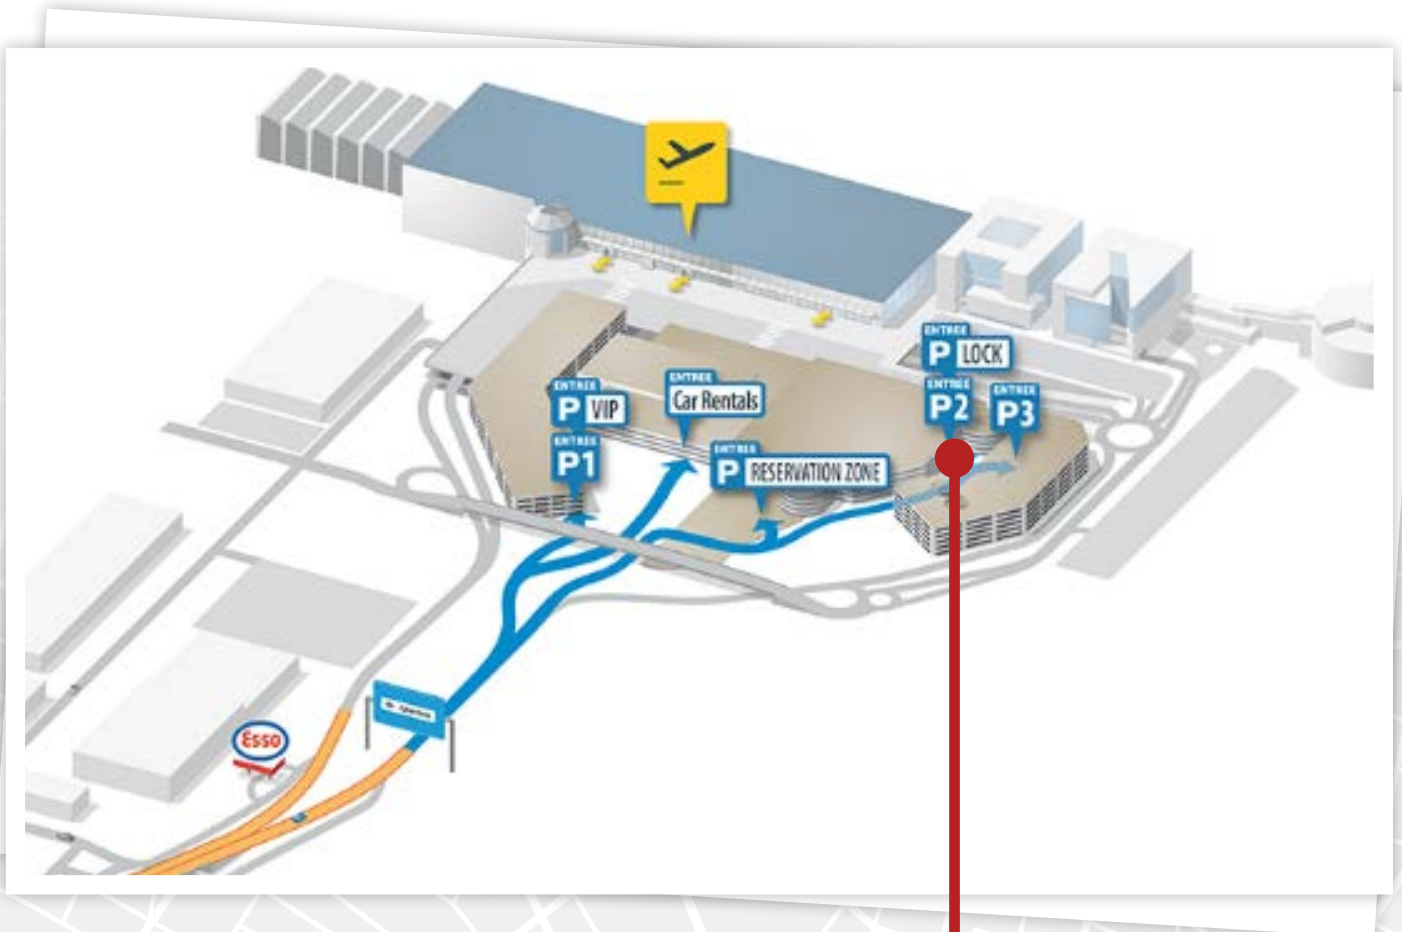 ENTREE
P LOCK
ENTREE
P VIP
ENTREE
Car Rentals
ENTREE
P2
ENTREE
P3
ENTREE
P1
ENTREE
P RESERVATION ZONE
Esso